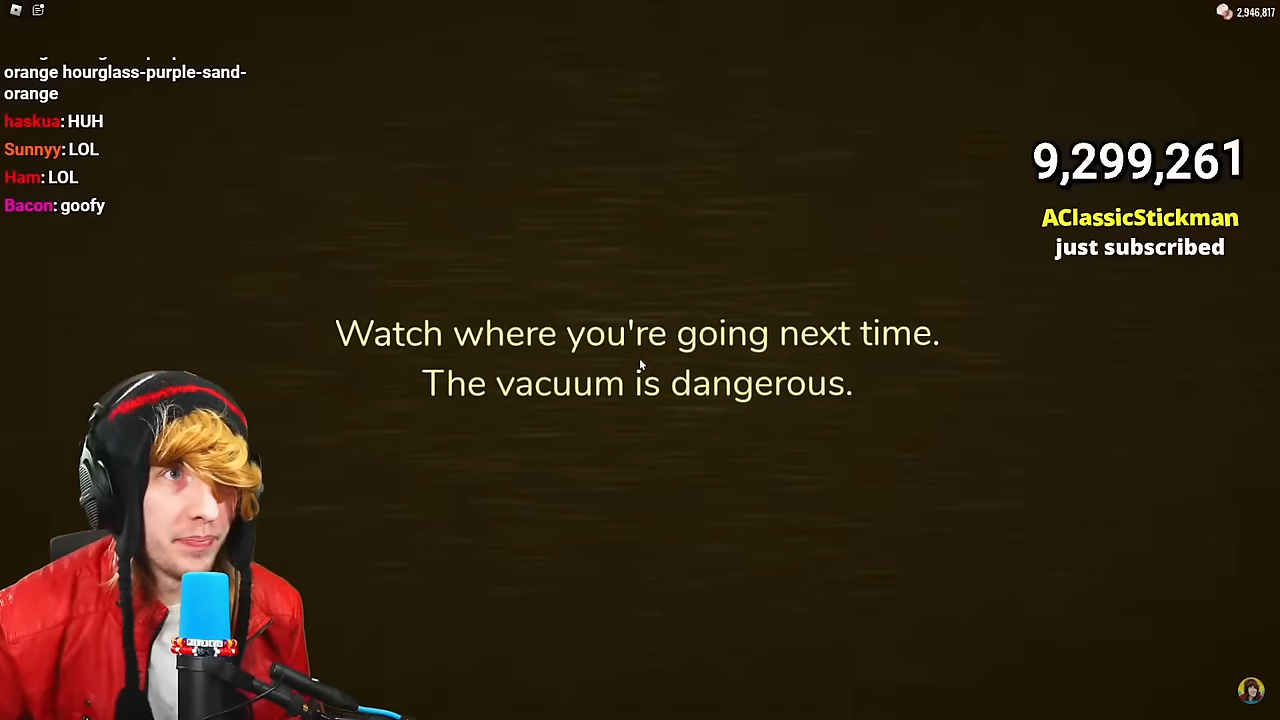 2,946,817
orange hourglass-purple-sand-
orange
haskua: HUH
Sunnyy: LOL
Ham: LOL
Bacon: goofy
9,299,261
AClassicStickman
just subscribed
Watch where you're going next time.
The vacuum is dangerous.